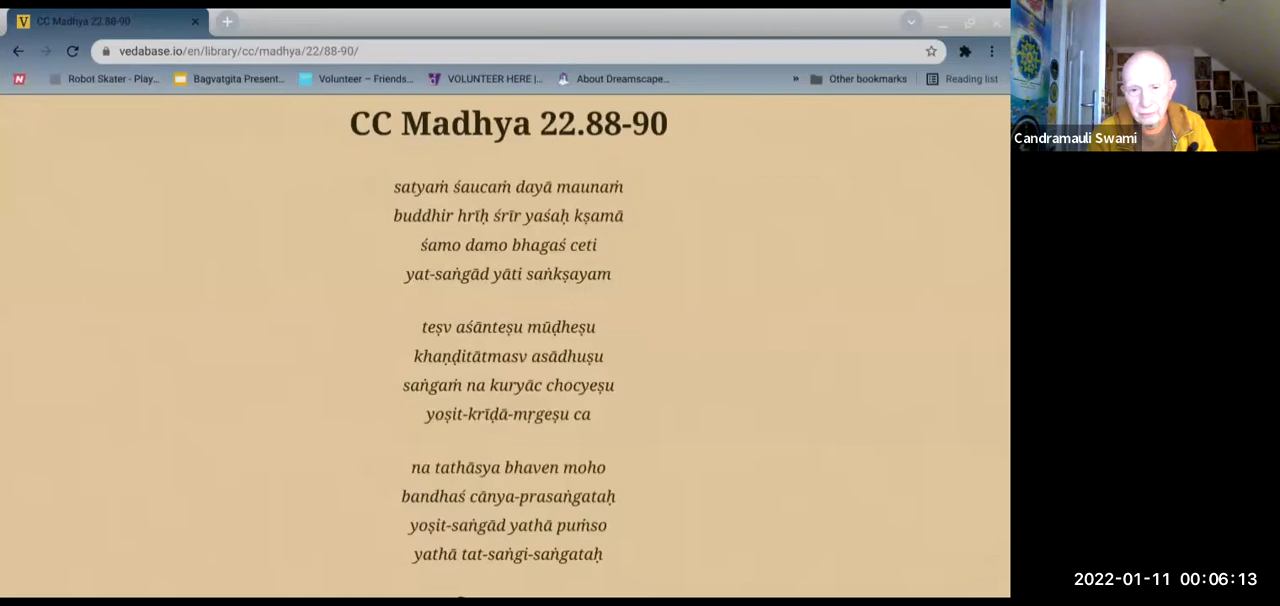 CC Madhya 22.88-90
vedabase.io/en/library/cc/madhya/22/88-90/
Robot Skater - Play... Bagvatgita Present... Volunteer – Friends... VOLUNTEER HERE |... About Dreamscape... » Other bookmarks Reading list
CC Madhya 22.88-90
satyaṁ śaucaṁ dayā maunaṁ
buddhir hrīḥ śrīr yaśaḥ kṣamā
śamo damo bhagaś ceti
yat-saṅgād yāti saṅkṣayam
teṣv aśānteṣu mūḍheṣu
khaṇḍitātmasv asādhuṣu
saṅgaṁ na kuryāc chocyeṣu
yoṣit-krīḍā-mṛgeṣu ca
na tathāsya bhaven moho
bandhaś cānya-prasaṅgataḥ
yoṣit-saṅgād yathā puṁso
yathā tat-saṅgi-saṅgataḥ
Candramauli Swami
2022-01-11 00:06:13